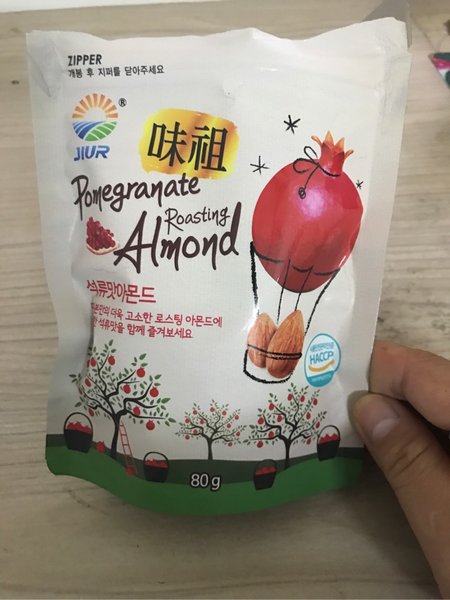 ZIPPER
개봉 후 지퍼를 닫아주세요
®
JIUR
味祖
Pomegranate
Roasting
Almond
석류맛아몬드
더욱 고소한 로스팅 아몬드에
석류맛을 함께 즐겨보세요
HACCP
80g